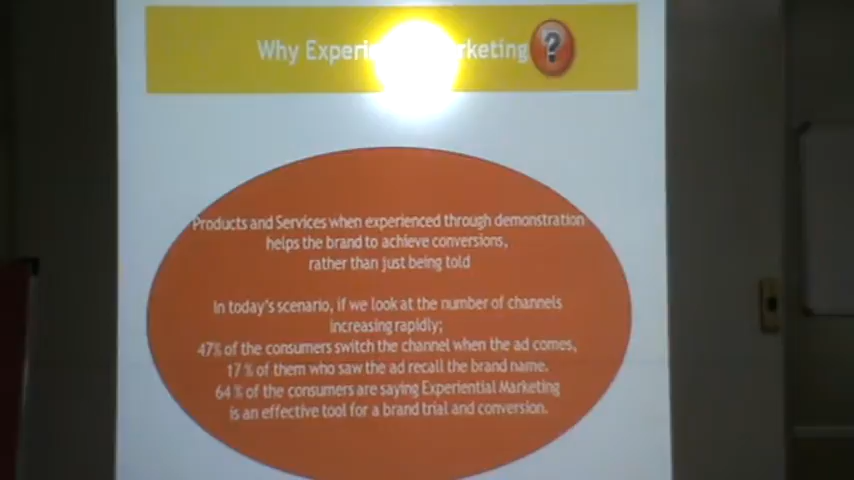 Why Experi rketing ?
Products and Services when experienced through demonstration
helps the brand to achieve conversions,
rather than just being told
In today's scenario, if we look at the number of channels
increasing rapidly;
47% of the consumers switch the channel when the ad comes,
17 % of them who saw the ad recall the brand name.
64 % of the consumers are saying Experiential Marketing
is an effective tool for a brand trial and conversion.